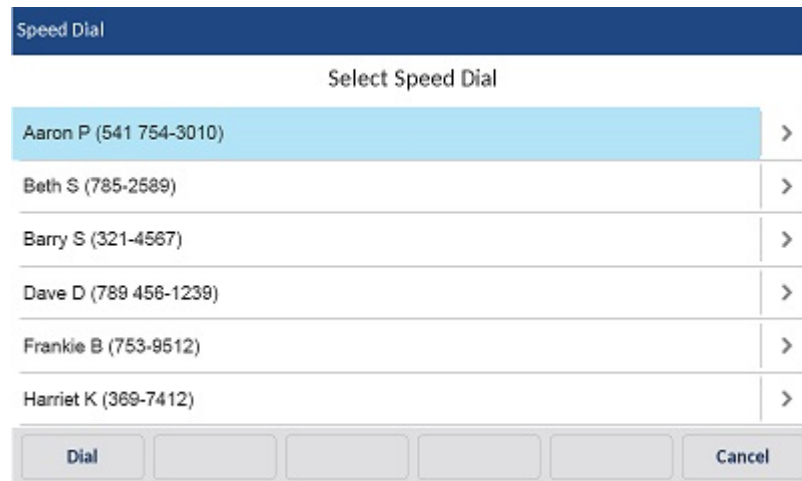 Speed Dial
Select Speed Dial
Aaron P (541 754-3010)
Beth S (785-2589)
Barry S (321-4567)
Dave D (789 456-1239)
Frankie B (753-9512)
Harriet K (369-7412)
Dial Cancel